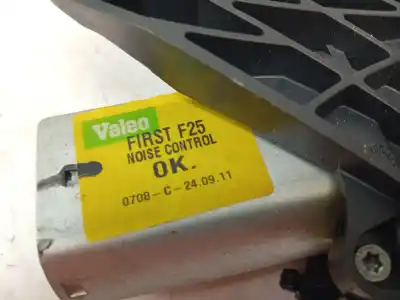 Valeo
FIRST F25
NOISE CONTROL
OK.
0708-C-24.09.11